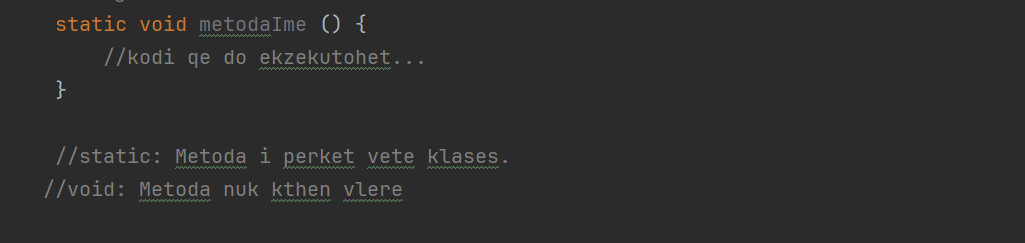 static void metodaIme () {
//kodi qe do ekzekutohet...
}
//static: Metoda i perket vete klases.
//void: Metoda nuk kthen vlere